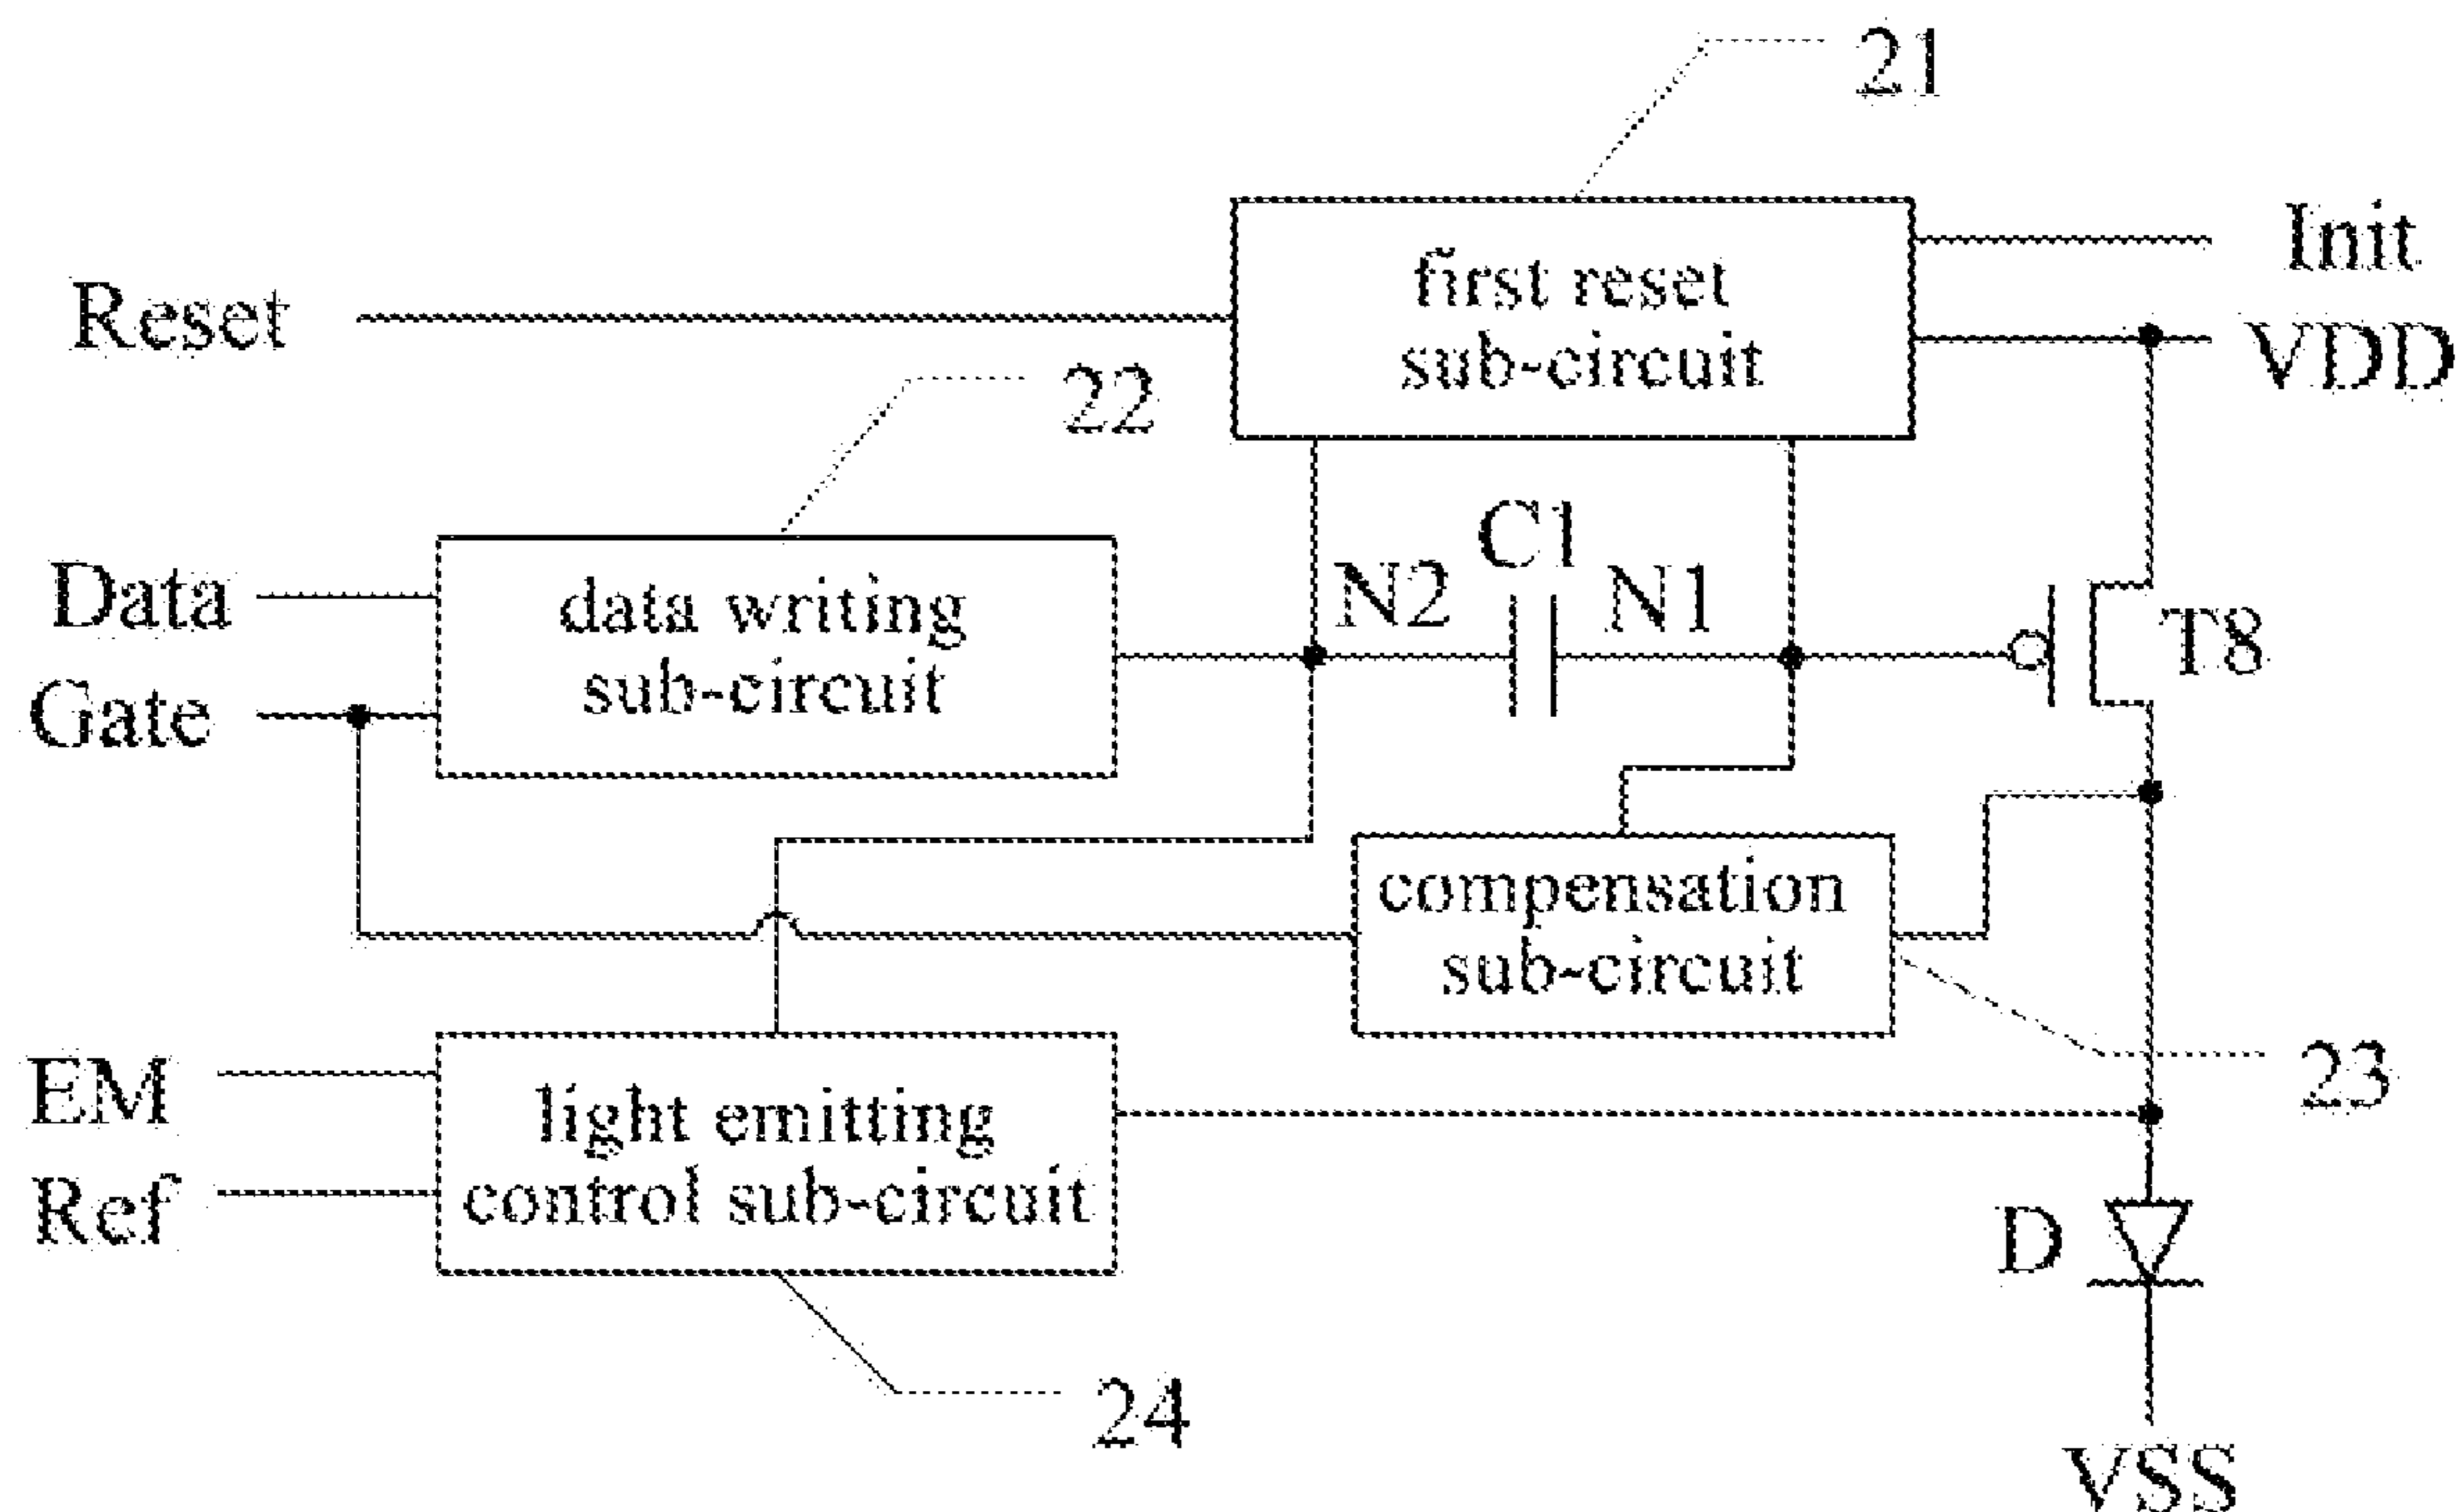 21
Init
Reset
first reset
sub-circuit
VDD
22
C1
Data
data writing
sub-circuit
N2
N1
T8
Gate
compensation
sub-circuit
23
EM
light emitting
control sub-circuit
Ref
D
24
VSS